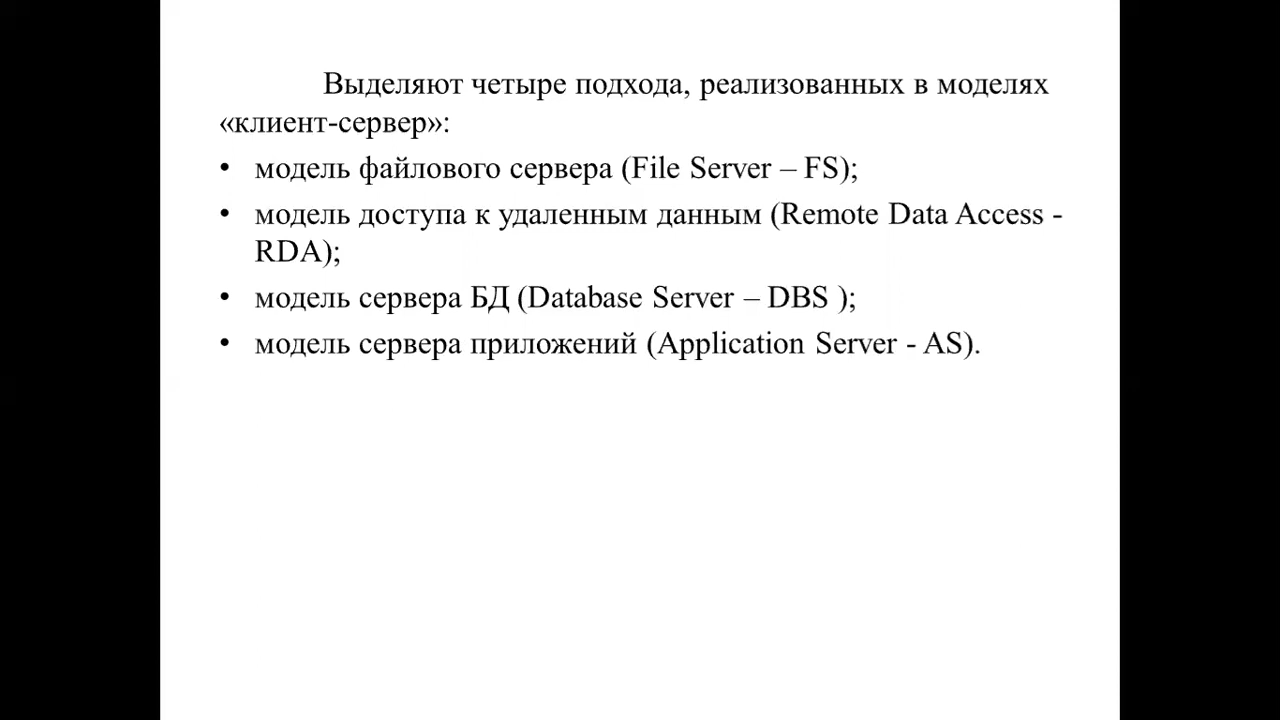 Выделяют четыре подхода, реализованных в моделях
«клиент-сервер»:
• модель файлового сервера (File Server – FS);
• модель доступа к удаленным данным (Remote Data Access -
RDA);
• модель сервера БД (Database Server – DBS );
• модель сервера приложений (Application Server - AS).